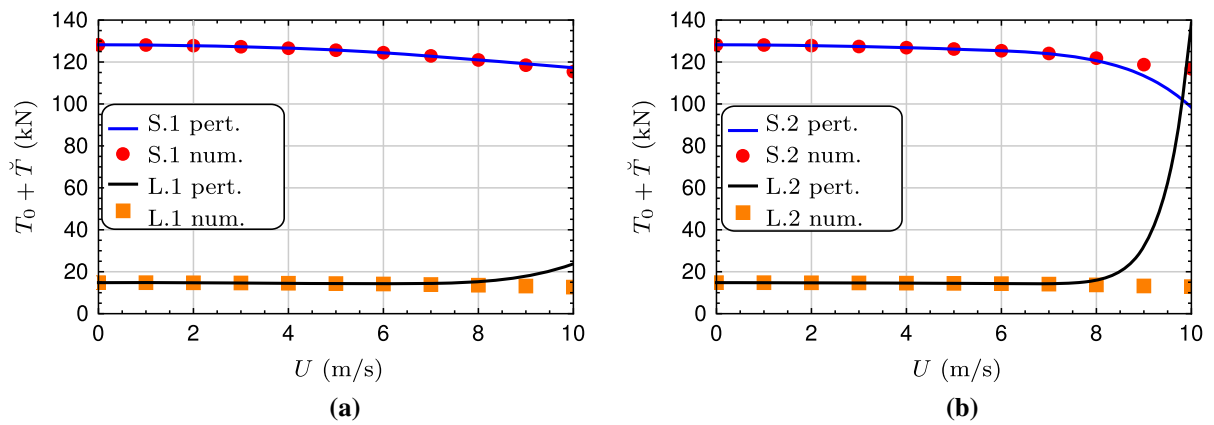 140
120
100
80
60
40
20
0
T₀ + T̆ (kN)
S.1 pert.
S.1 num.
L.1 pert.
L.1 num.
0 2 4 6 8 10
U (m/s)
(a)
140
120
100
80
60
40
20
0
T₀ + T̆ (kN)
S.2 pert.
S.2 num.
L.2 pert.
L.2 num.
0 2 4 6 8 10
U (m/s)
(b)